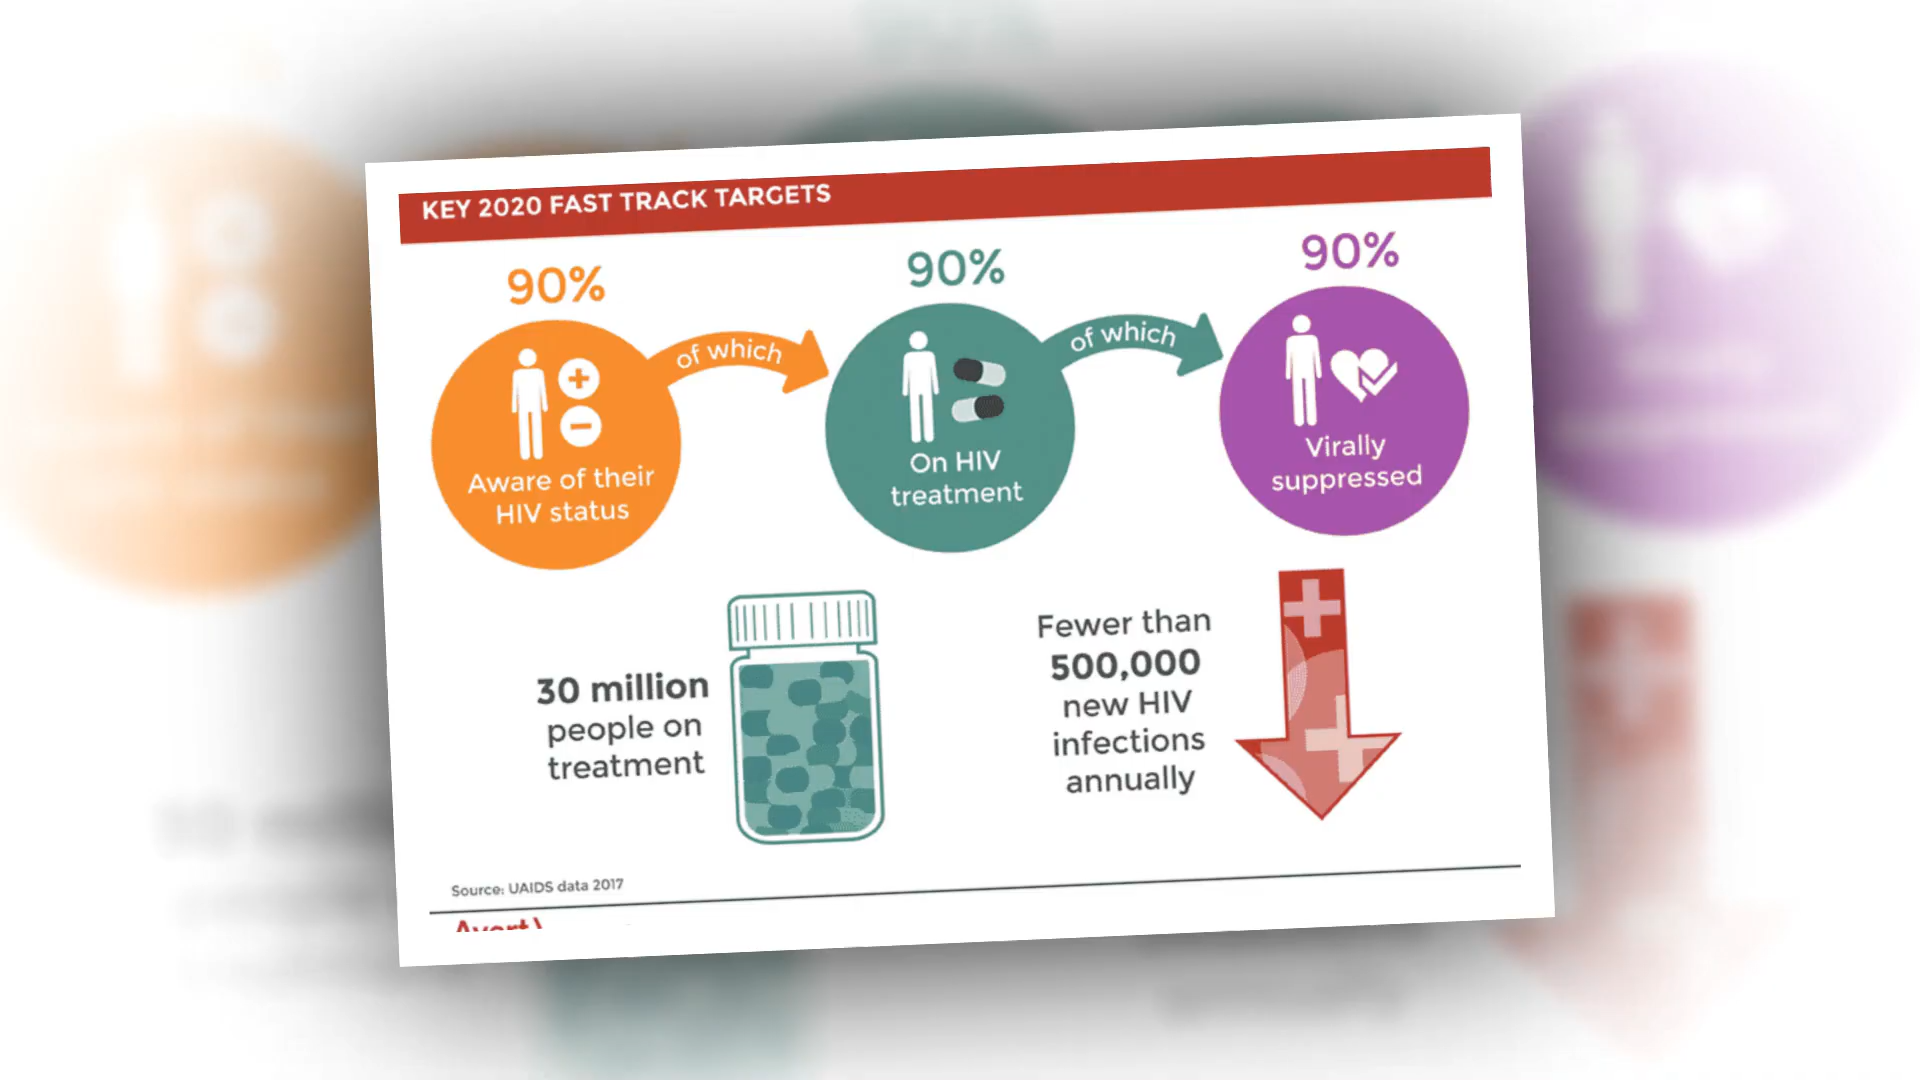 KEY 2020 FAST TRACK TARGETS
90%
90%
90%
of which
of which
Aware of their
HIV status
On HIV
treatment
Virally
suppressed
30 million
people on
treatment
Fewer than
500,000
new HIV
infections
annually
Source: UAIDS data 2017